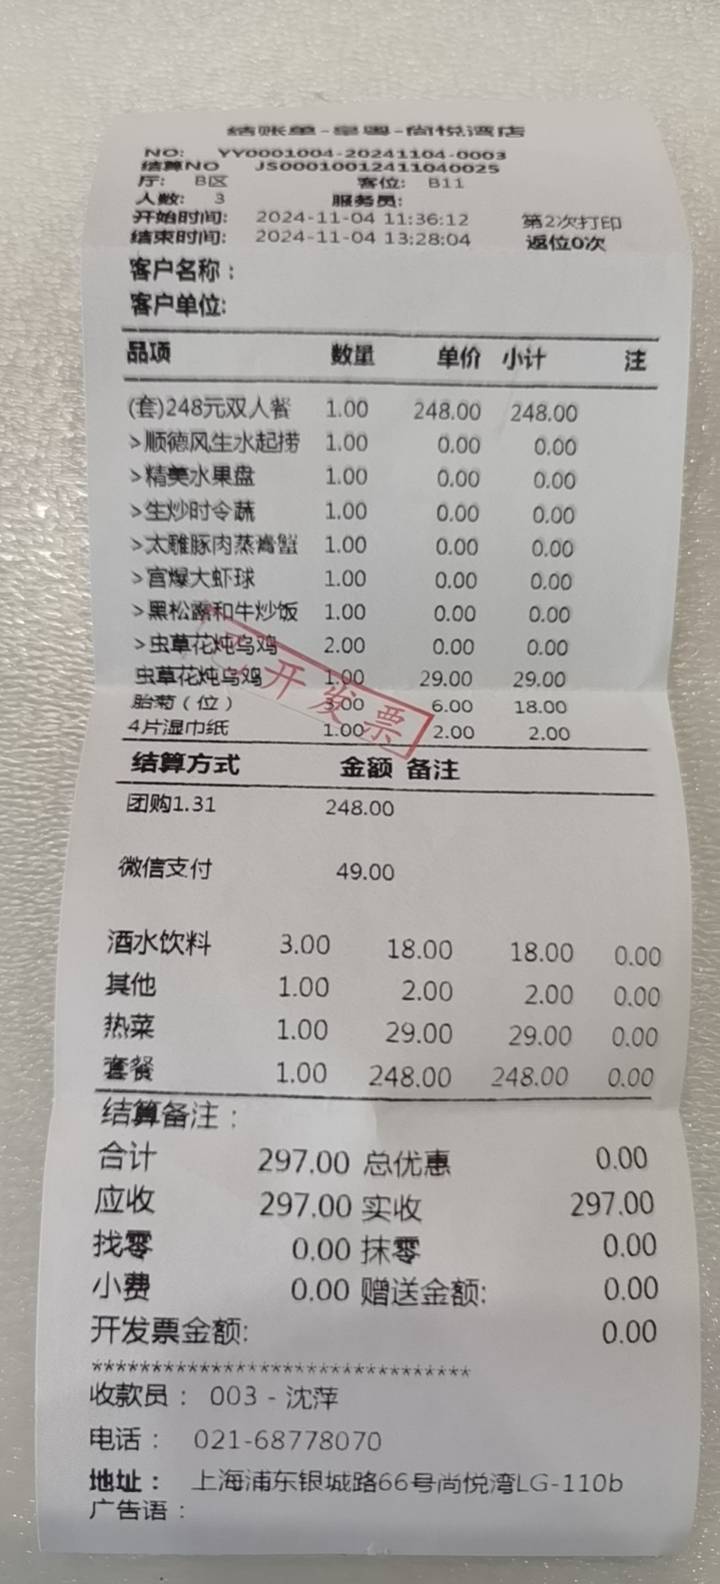 结账单-皇粤-尚悦湾店
NO: YY0001004-20241104-0003
结算NO JS00010012411040025
厅: B区 客位: B11
人数: 3 服务员:
开始时间: 2024-11-04 11:36:12 第2次打印
结束时间: 2024-11-04 13:28:04 返位0次
客户名称：
客户单位:
品项 数量 单价 小计 注
(套)248元双人餐 1.00 248.00 248.00
>顺德风生水起捞 1.00 0.00 0.00
>精美水果盘 1.00 0.00 0.00
>生炒时令蔬 1.00 0.00 0.00
>太雕豚肉蒸膏蟹 1.00 0.00 0.00
>宫爆大虾球 1.00 0.00 0.00
>黑松露和牛炒饭 1.00 0.00 0.00
>虫草花炖乌鸡 2.00 0.00 0.00
虫草花炖乌鸡 1.00 29.00 29.00
胎菊（位） 3.00 6.00 18.00
4片湿巾纸 1.00 2.00 2.00
已开发票
结算方式 金额 备注
团购1.31 248.00
微信支付 49.00
酒水饮料 3.00 18.00 18.00 0.00
其他 1.00 2.00 2.00 0.00
热菜 1.00 29.00 29.00 0.00
套餐 1.00 248.00 248.00 0.00
结算备注：
合计 297.00 总优惠 0.00
应收 297.00 实收 297.00
找零 0.00 抹零 0.00
小费 0.00 赠送金额: 0.00
开发票金额: 0.00
********************************
收款员： 003 - 沈萍
电话： 021-68778070
地址： 上海浦东银城路66号尚悦湾LG-110b
广告语：